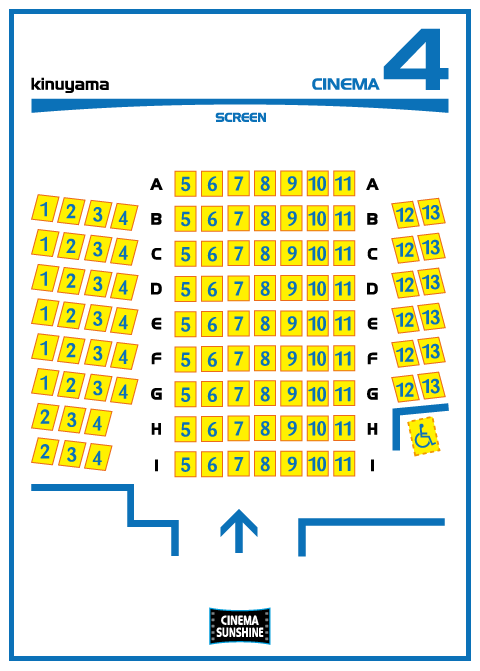 4
kinuyama CINEMA
SCREEN
A 5 6 7 8 9 10 11 A
1 2 3 4 B 5 6 7 8 9 10 11 B 12 13
1 2 3 4 C 5 6 7 8 9 10 11 C 12 13
1 2 3 4 D 5 6 7 8 9 10 11 D 12 13
1 2 3 4 E 5 6 7 8 9 10 11 E 12 13
1 2 3 4 F 5 6 7 8 9 10 11 F 12 13
1 2 3 4 G 5 6 7 8 9 10 11 G 12 13
2 3 4 H 5 6 7 8 9 10 11 H
2 3 4 I 5 6 7 8 9 10 11 I
CINEMA
SUNSHINE